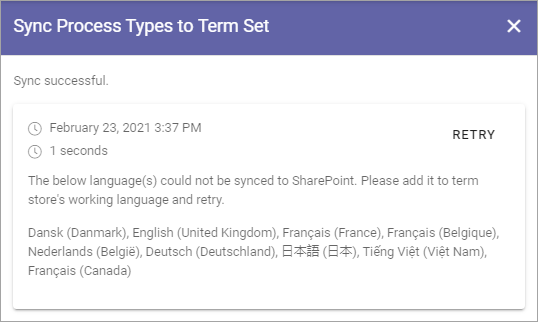 Sync Process Types to Term Set
Sync successful.
February 23, 2021 3:37 PM
RETRY
1 seconds
The below language(s) could not be synced to SharePoint. Please add it to term
store's working language and retry.
Dansk (Danmark), English (United Kingdom), Français (France), Français (Belgique),
Nederlands (België), Deutsch (Deutschland), 日本語 (日本), Tiếng Việt (Việt Nam),
Français (Canada)